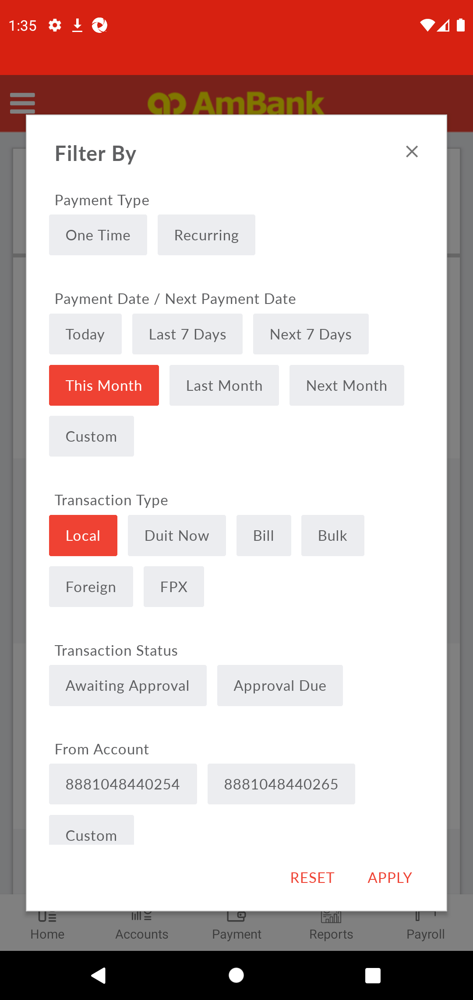 1:35
AmBank
Filter By
Payment Type
One Time Recurring
Payment Date / Next Payment Date
Today Last 7 Days Next 7 Days
This Month Last Month Next Month
Custom
Transaction Type
Local Duit Now Bill Bulk
Foreign FPX
Transaction Status
Awaiting Approval Approval Due
From Account
8881048440254 8881048440265
Custom
RESET APPLY
Home Accounts Payment Reports Payroll